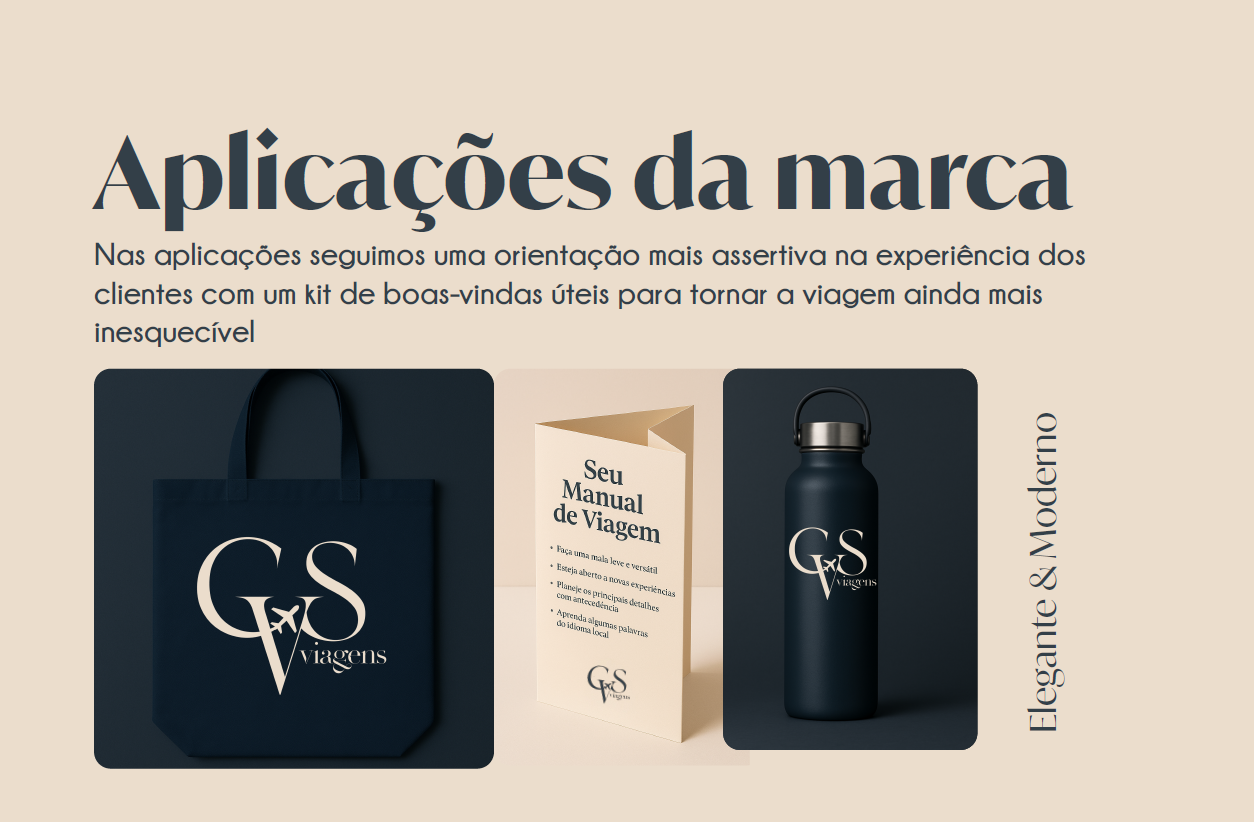 Aplicações da marca
Nas aplicações seguimos uma orientação mais assertiva na experiência dos
clientes com um kit de boas-vindas úteis para tornar a viagem ainda mais
inesquecível
GVS
viagens
Seu
Manual
de Viagem
• Faça uma mala leve e versátil
• Esteja aberto a novas experiências
• Planeje os principais detalhes
com antecedência
• Aprenda algumas palavras
do idioma local
GVS
viagens
GVS
viagens
Elegante & Moderno